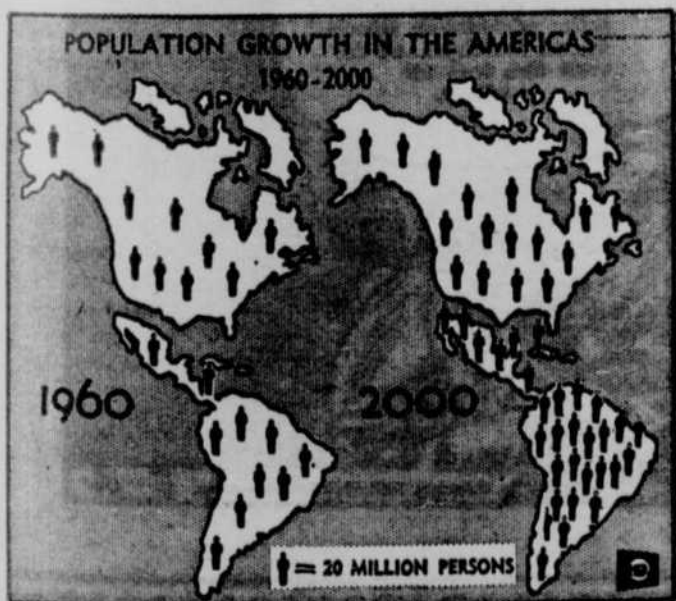 POPULATION GROWTH IN THE AMERICAS
1960-2000
1960
2000
= 20 MILLION PERSONS